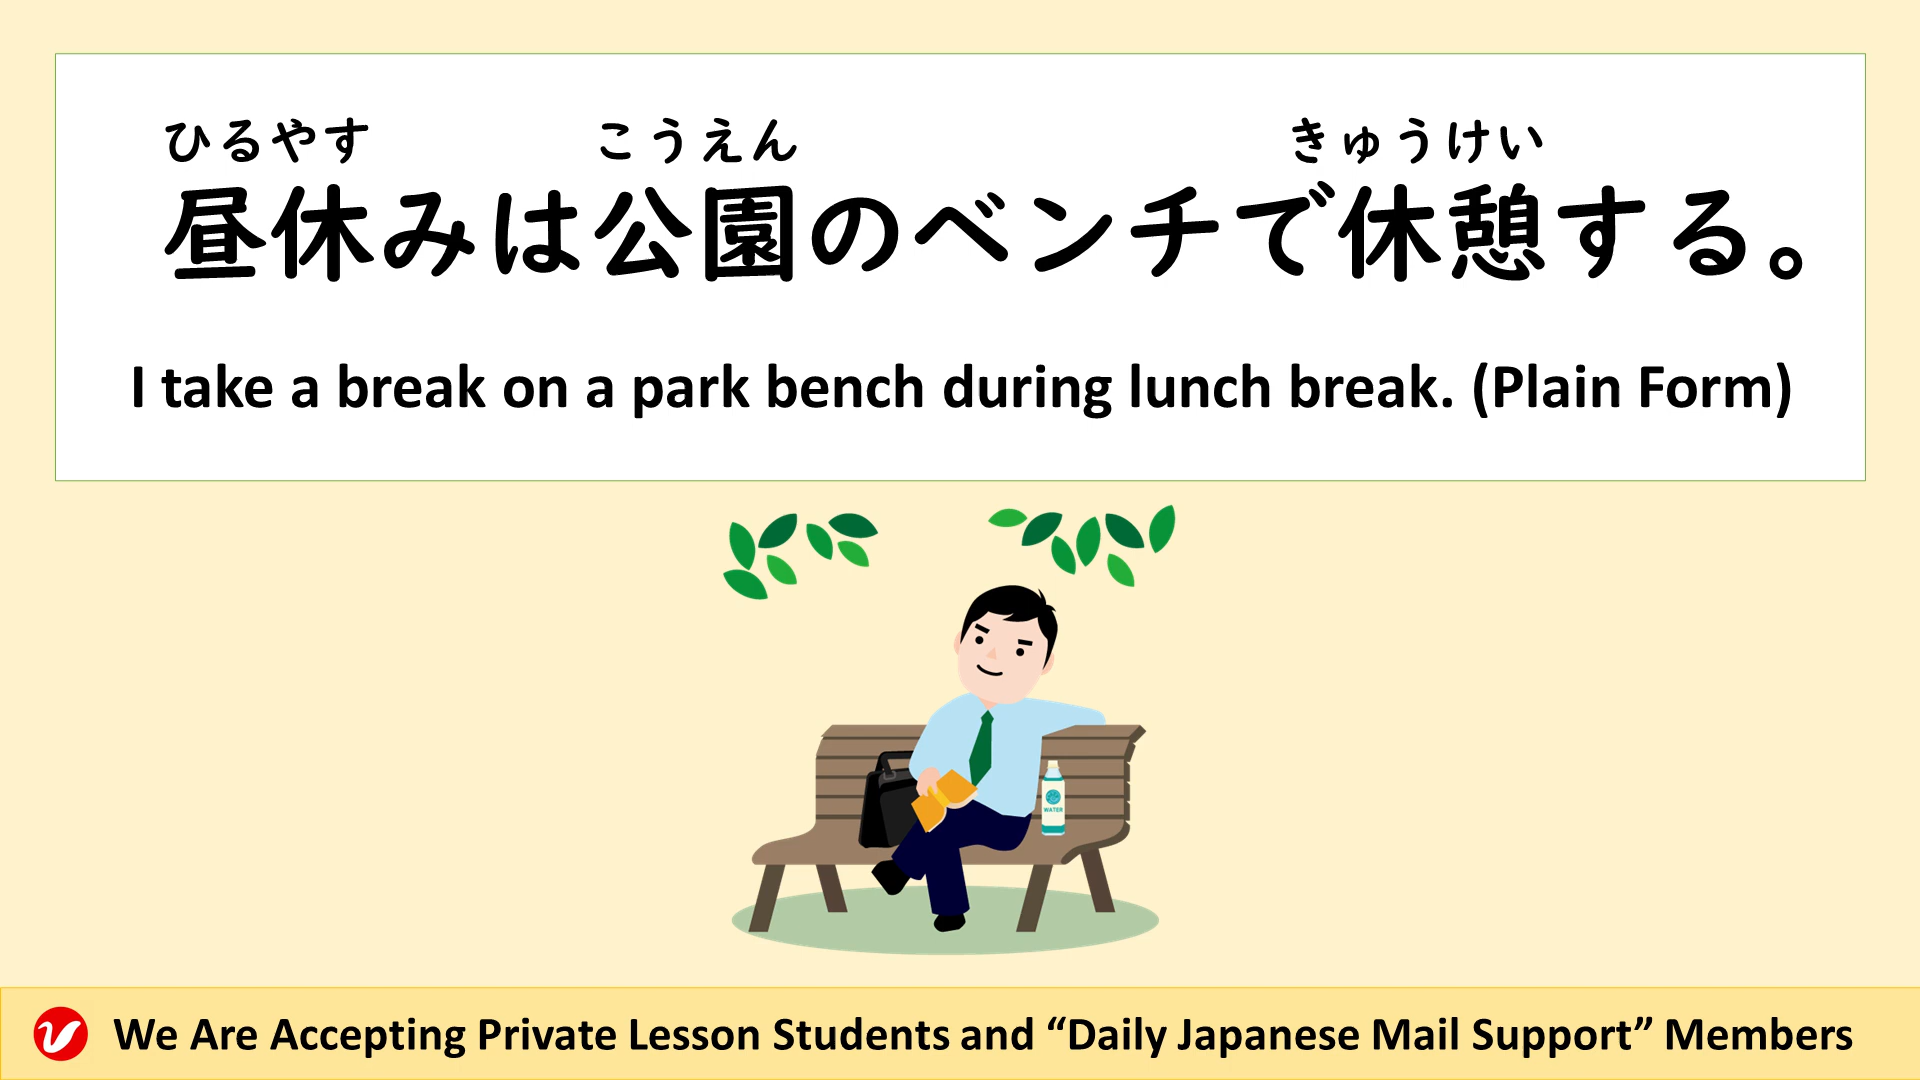 ひるやす こうえん きゅうけい
昼休みは公園のベンチで休憩する。
I take a break on a park bench during lunch break. (Plain Form)
WATER
We Are Accepting Private Lesson Students and “Daily Japanese Mail Support” Members